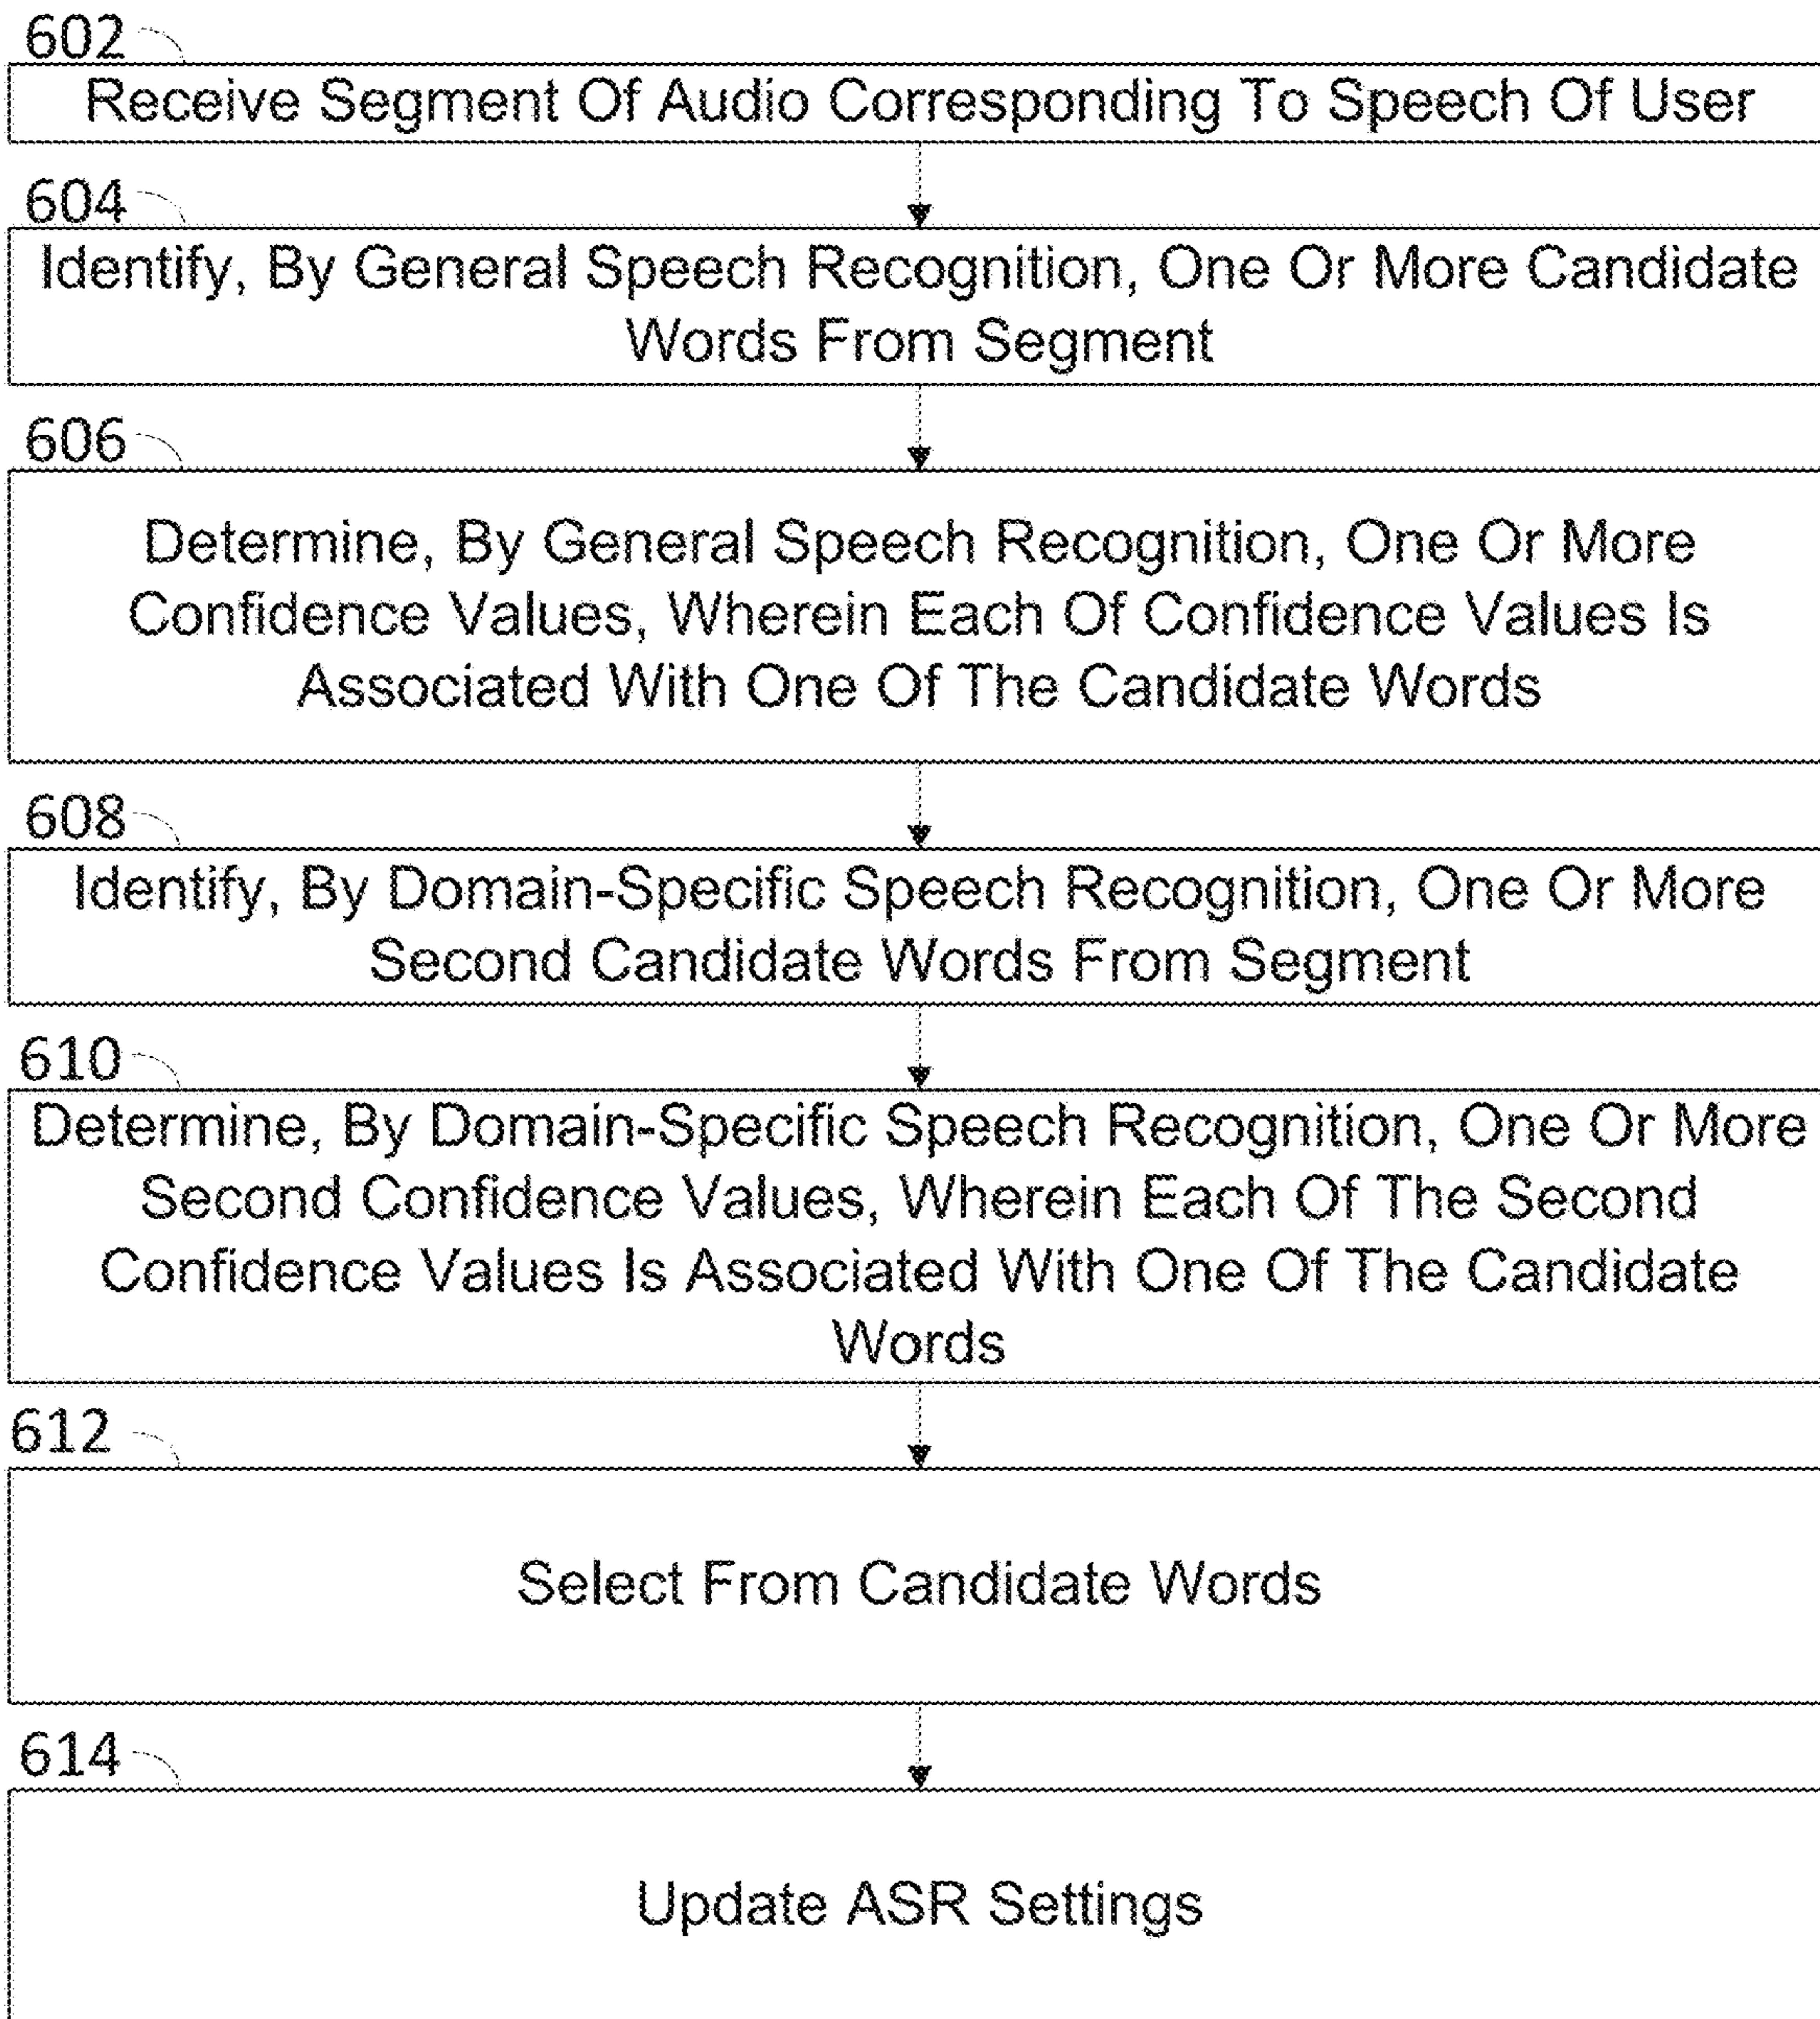 602
Receive Segment Of Audio Corresponding To Speech Of User
604
Identify, By General Speech Recognition, One Or More Candidate
Words From Segment
606
Determine, By General Speech Recognition, One Or More
Confidence Values, Wherein Each Of Confidence Values Is
Associated With One Of The Candidate Words
608
Identify, By Domain-Specific Speech Recognition, One Or More
Second Candidate Words From Segment
610
Determine, By Domain-Specific Speech Recognition, One Or More
Second Confidence Values, Wherein Each Of The Second
Confidence Values Is Associated With One Of The Candidate
Words
612
Select From Candidate Words
614
Update ASR Settings